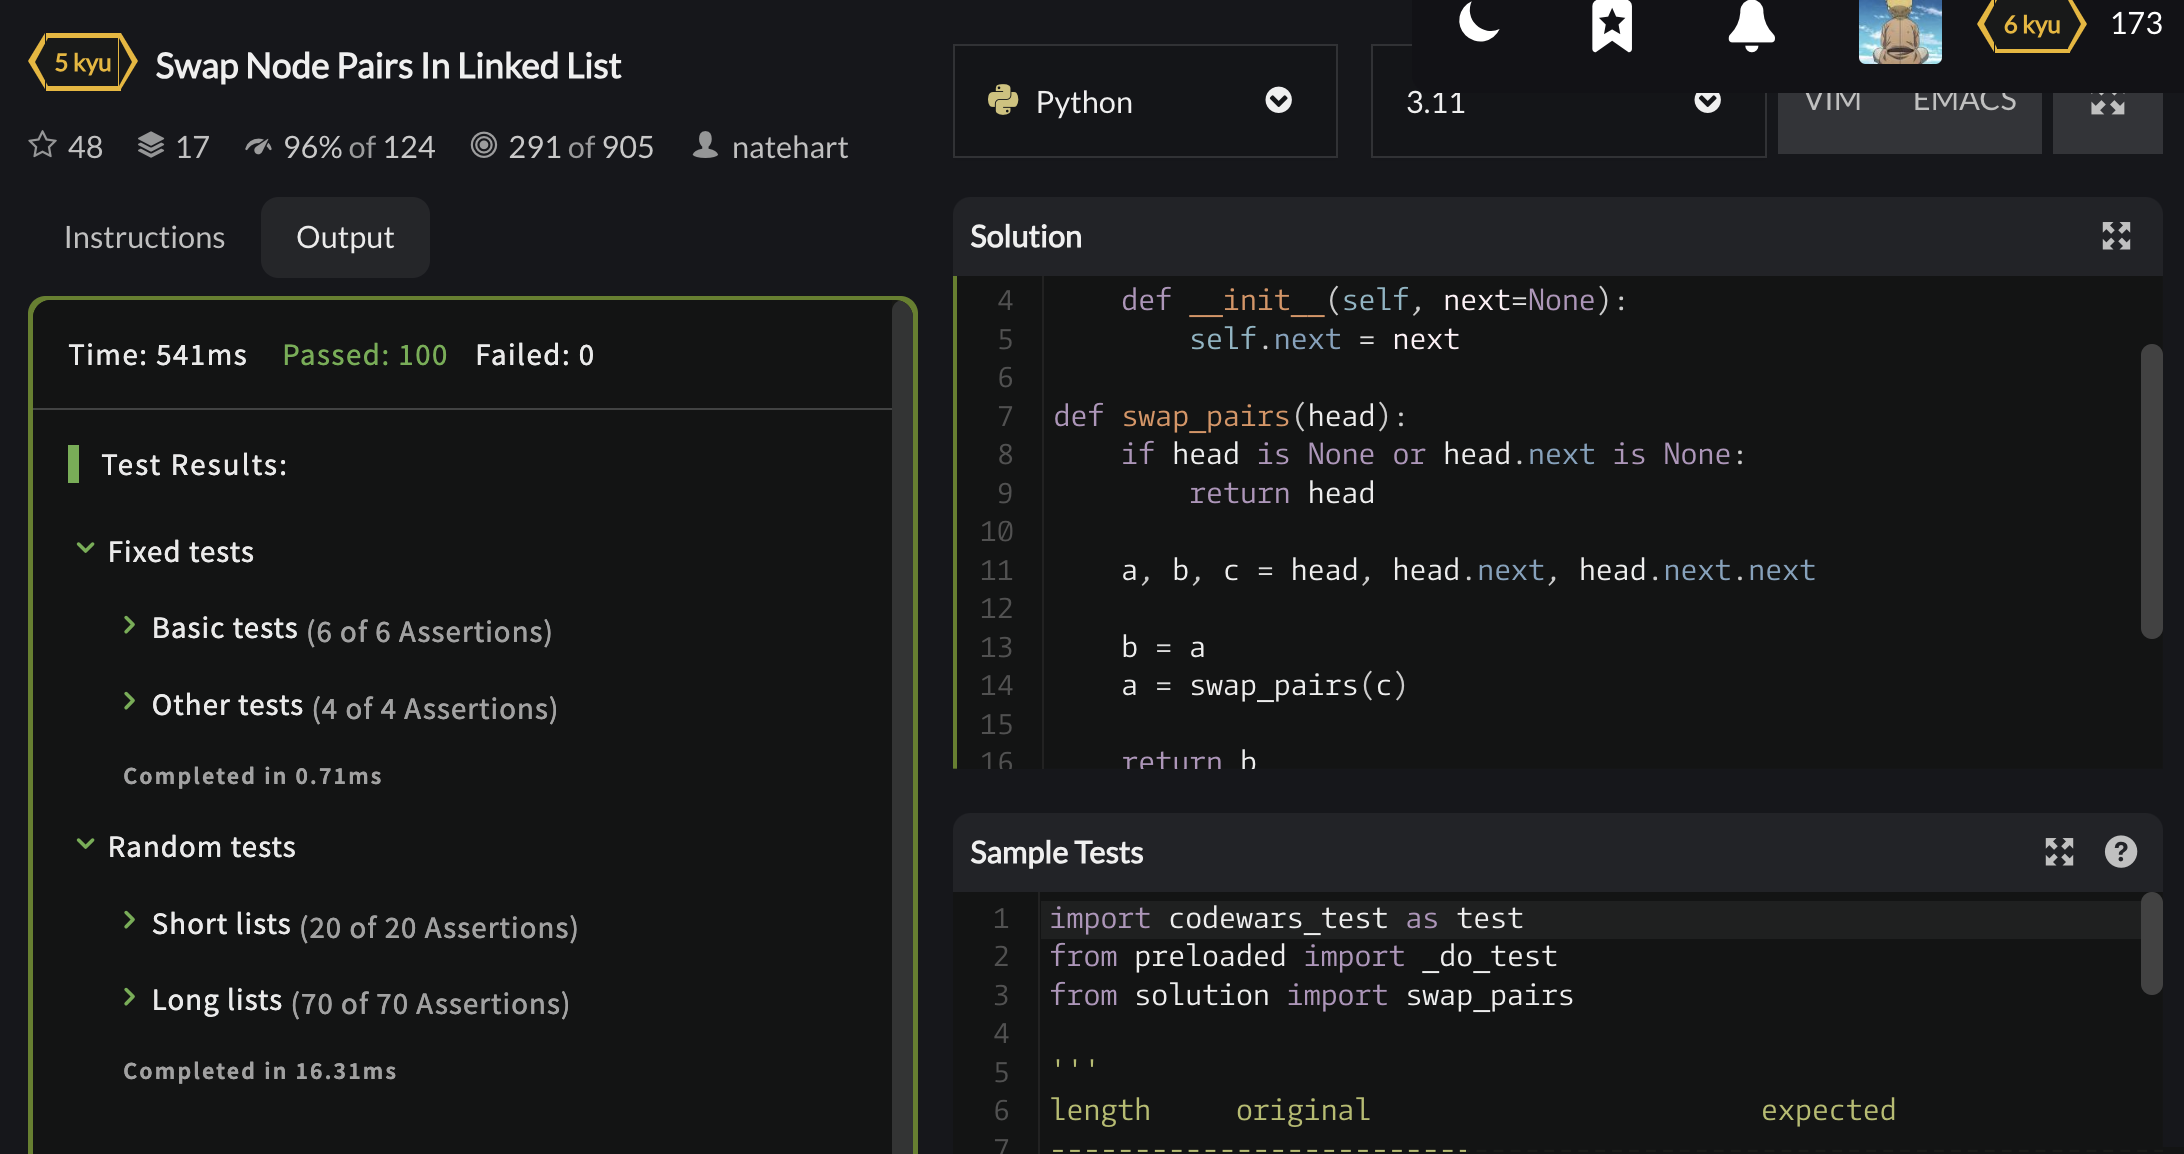 5 kyu Swap Node Pairs In Linked List
48 17 96% of 124 291 of 905 natehart
Instructions Output
Time: 541ms Passed: 100 Failed: 0
Test Results:
Fixed tests
Basic tests (6 of 6 Assertions)
Other tests (4 of 4 Assertions)
Completed in 0.71ms
Random tests
Short lists (20 of 20 Assertions)
Long lists (70 of 70 Assertions)
Completed in 16.31ms
6 kyu 173
Python 3.11 VIM EMACS
Solution
4 def __init__(self, next=None):
5 self.next = next
6
7 def swap_pairs(head):
8 if head is None or head.next is None:
9 return head
10
11 a, b, c = head, head.next, head.next.next
12
13 b = a
14 a = swap_pairs(c)
15
16 return b
Sample Tests
?
1 import codewars_test as test
2 from preloaded import _do_test
3 from solution import swap_pairs
4
5 '''
6 length original expected
7 -------------------------